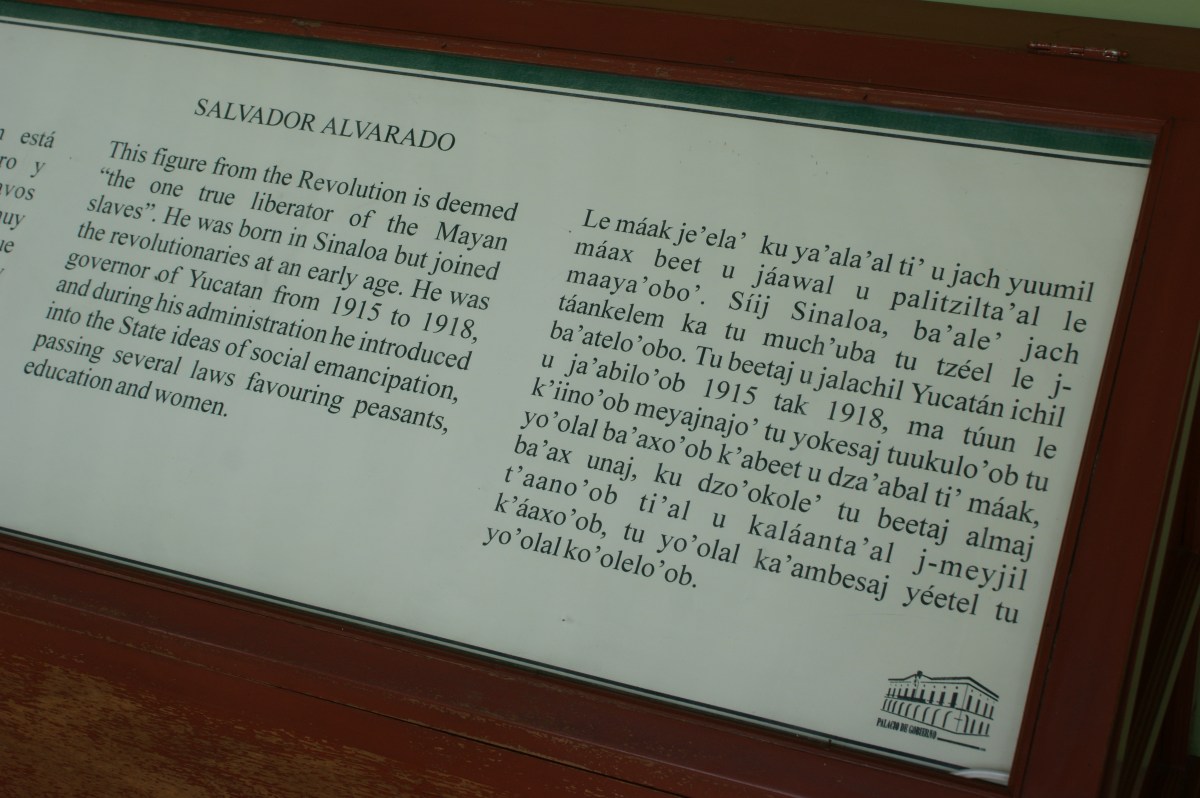 está
ro y
SALVADOR ALVARADO
This figure from the Revolution is deemed
“the one true liberator of the Mayan
slaves”. He was born in Sinaloa but joined
the revolutionaries at an early age. He was
governor of Yucatan from 1915 to 1918,
and during his administration he introduced
into the State ideas of social emancipation,
passing several laws favouring peasants,
education and women.
Le máak je’ela’ ku ya’ala’al ti’ u jach yuumil
máax beet u jáawal u palitzilta’al le
maaya’obo’. Síij Sinaloa, ba’ale’ jach
táankelem ka tu much’uba tu tzéel le j-
ba’atelo’obo. Tu beetaj u jalachil Yucatán ichil
u ja’abilo’ob 1915 tak 1918, ma túun le
k’iino’ob meyajnajo’ tu yokesaj tuukulo’ob tu
yo’olal ba’axo’ob k’abeet u dza’abal ti’ máak,
ba’ax unaj, ku dzo’okole’ tu beetaj almaj
t’aano’ob ti’al u kaláanta’al j-meyjil
k’áaxo’ob, tu yo’olal ka’ambesaj yéetel tu
yo’olal ko’olelo’ob.
PALACIO DE GOBIERNO